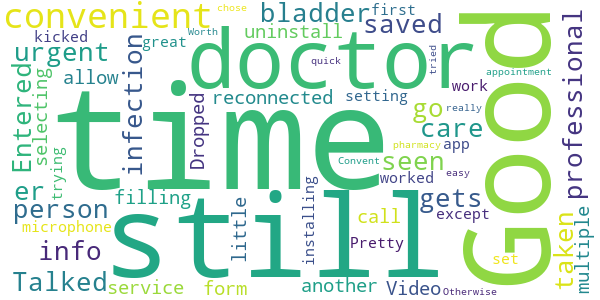 convenient
bladder
first
chose
kicked
great
Worth
uninstall
saved
doctor
Good
professional
urgent
quick
tried
appointment
allow
infection
Entered
selecting
Dropped
reconnected
setting
work
go
care
really
time
app
pharmacy
er
trying
filling
Convent
seen
easy
worked
gets
person
little
installing
call
except
taken
multiple
microphone
info
still
Pretty
set
Talked
service
form
another
Video
Otherwise